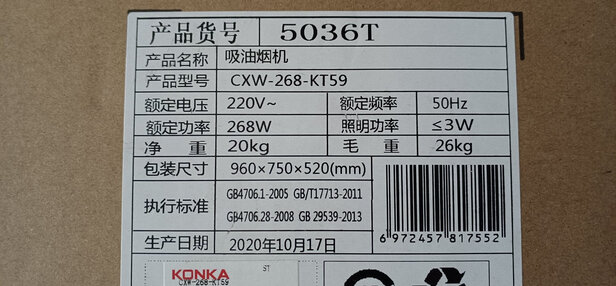 产品货号 5036T
产品名称 吸油烟机
产品型号 CXW-268-KT59
额定电压 220V~ 额定频率 50Hz
额定功率 268W 照明功率 ≤3W
净重 20kg 毛重 26kg
包装尺寸 960×750×520(mm)
执行标准 GB4706.1-2005 GB/T17713-2011
GB4706.28-2008 GB 29539-2013
6 972457 817552
生产日期 2020年10月17日
KONKA ST
CXW-268-KT59